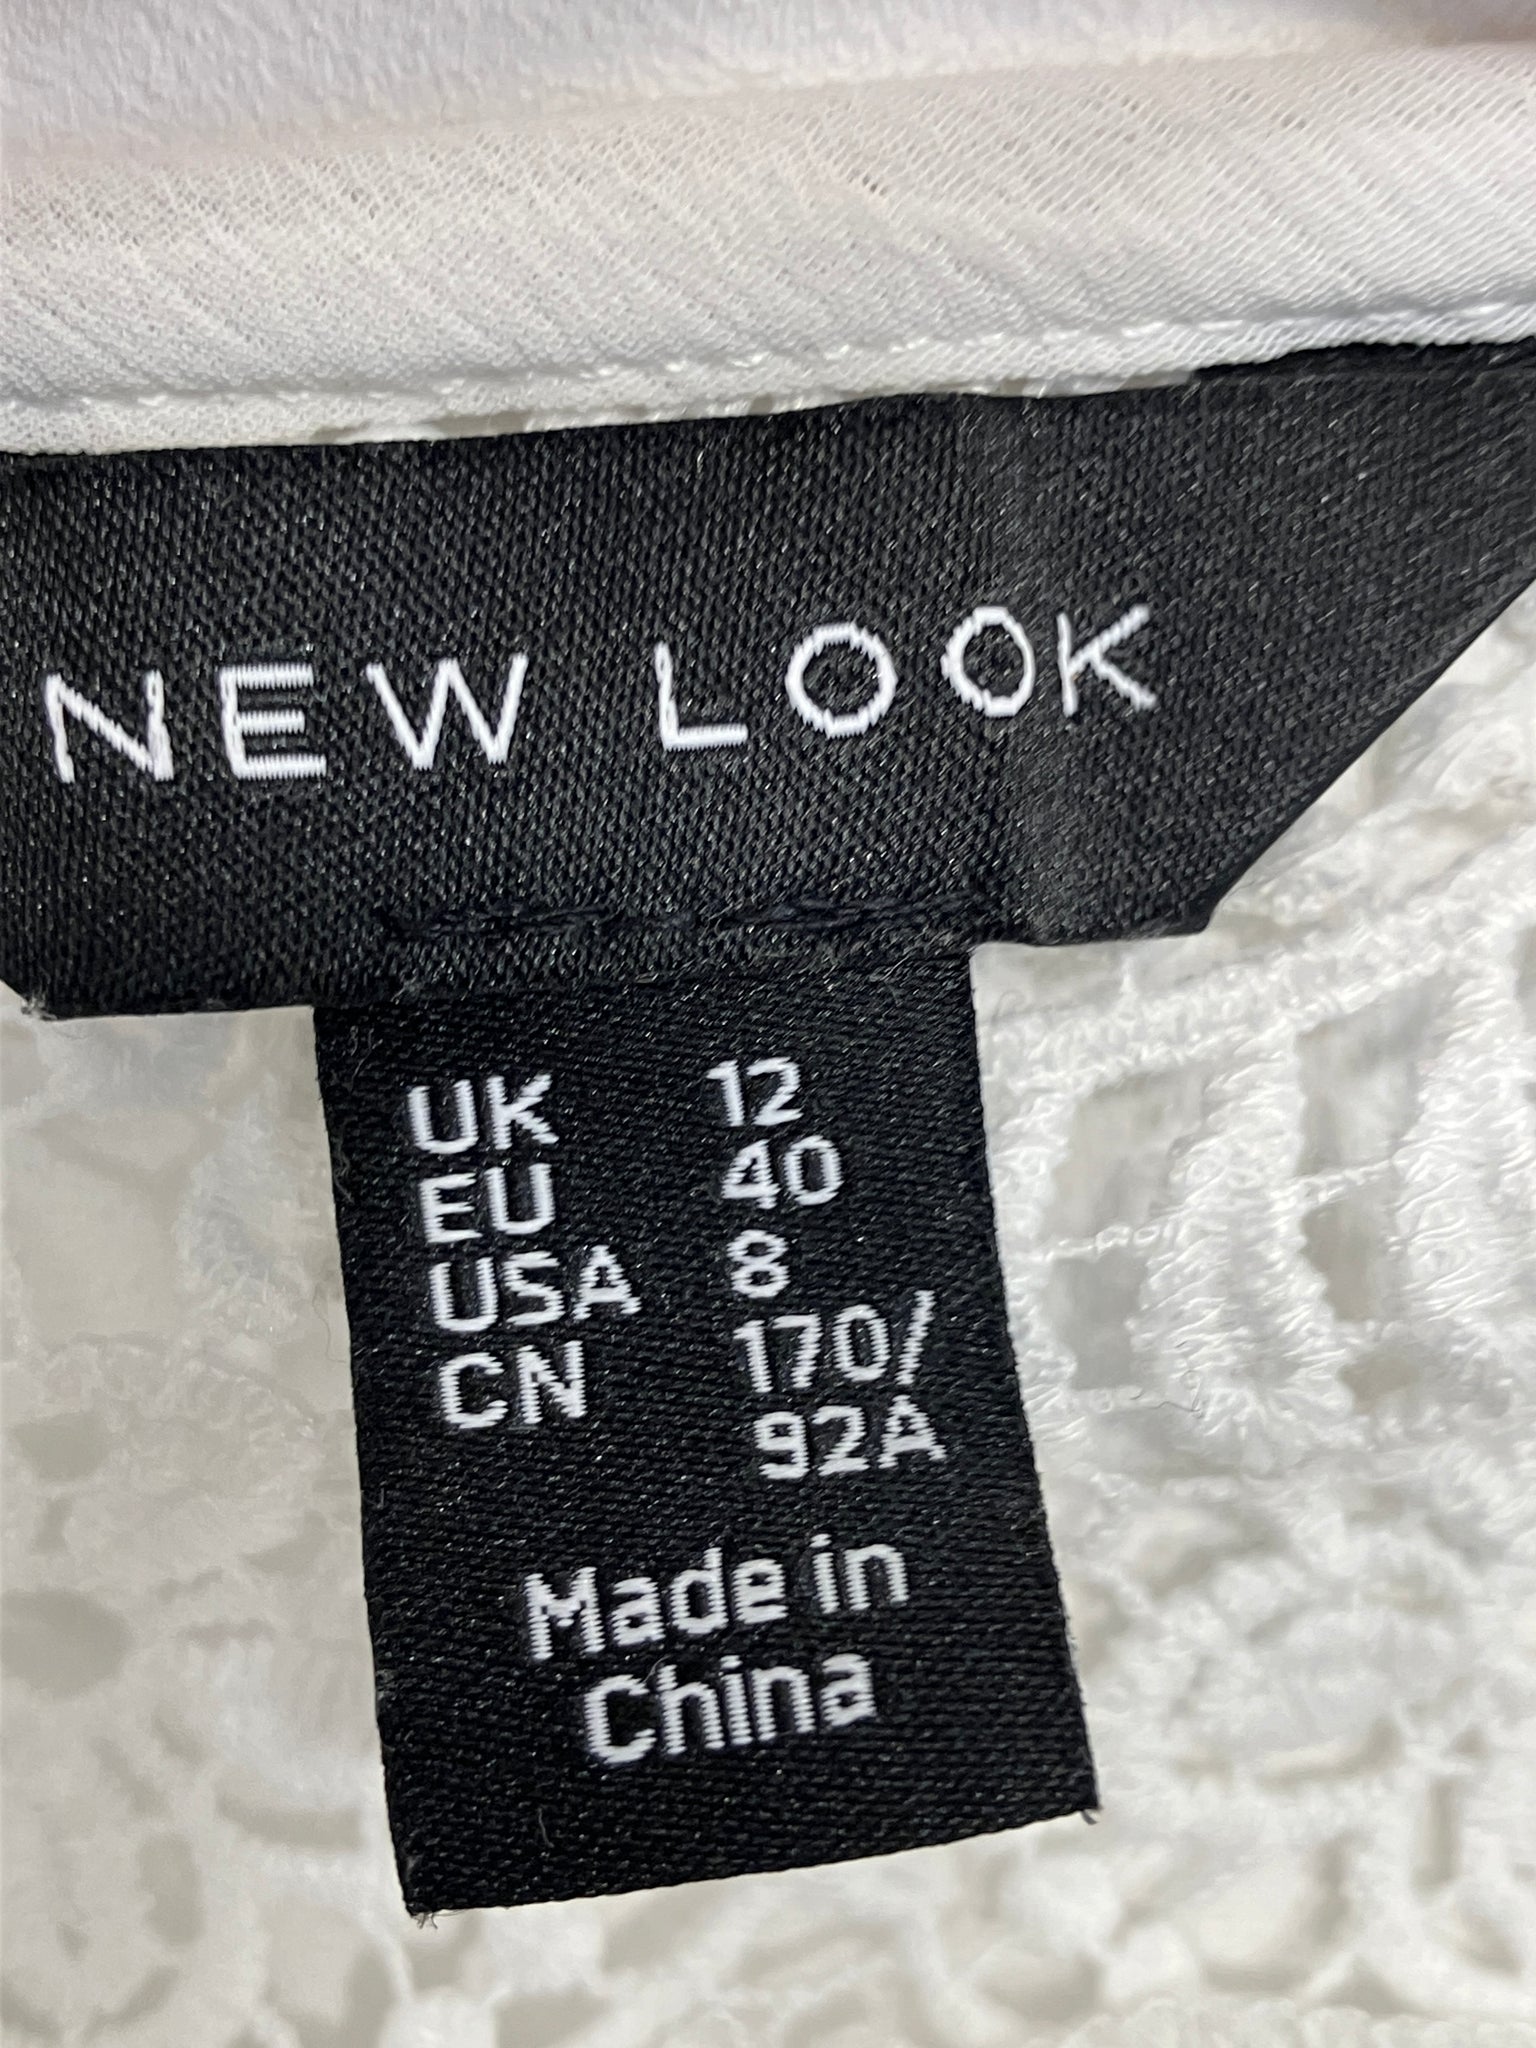 NEW LOOK
UK 12
EU 40
USA 8
CN 170/
92A
Made in
China